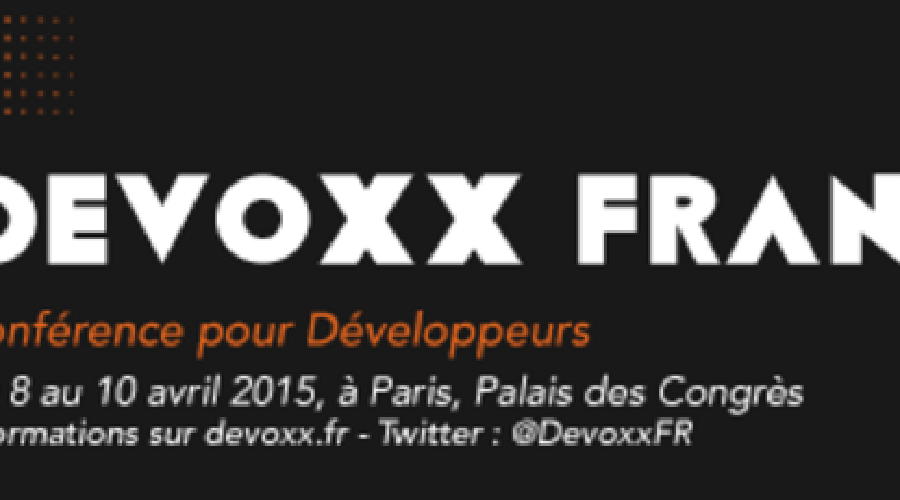 DEVOXX FRAN
onférence pour Développeurs
8 au 10 avril 2015, à Paris, Palais des Congrès
ormations sur devoxx.fr - Twitter : @DevoxxFR